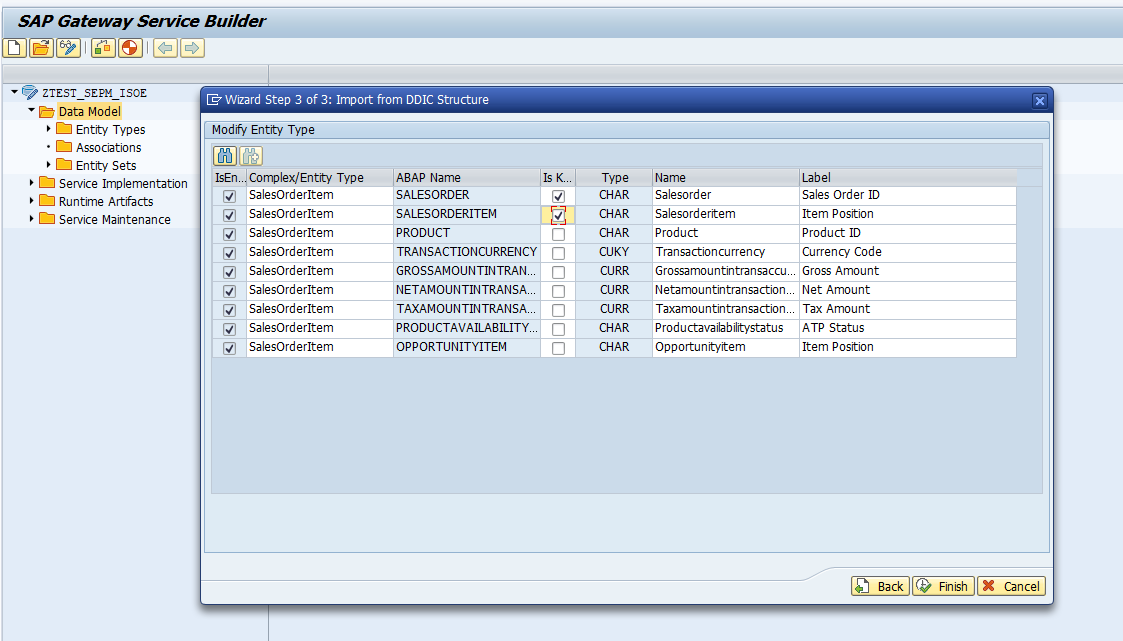 SAP Gateway Service Builder
ZTEST_SEPM_ISOE
Data Model
Entity Types
Associations
Entity Sets
Service Implementation
Runtime Artifacts
Service Maintenance
Wizard Step 3 of 3: Import from DDIC Structure
Modify Entity Type
IsEn... Complex/Entity Type ABAP Name Is K... Type Name Label
SalesOrderItem SALESORDER CHAR Salesorder Sales Order ID
SalesOrderItem SALESORDERITEM CHAR Salesorderitem Item Position
SalesOrderItem PRODUCT CHAR Product Product ID
SalesOrderItem TRANSACTIONCURRENCY CUKY Transactioncurrency Currency Code
SalesOrderItem GROSSAMOUNTINTRAN... CURR Grossamountintransaccu... Gross Amount
SalesOrderItem NETAMOUNTINTRANSA... CURR Netamountintransaction... Net Amount
SalesOrderItem TAXAMOUNTINTRANSA... CURR Taxamountintransaction... Tax Amount
SalesOrderItem PRODUCTAVAILABILITY... CHAR Productavailabilitystatus ATP Status
SalesOrderItem OPPORTUNITYITEM CHAR Opportunityitem Item Position
Back Finish Cancel